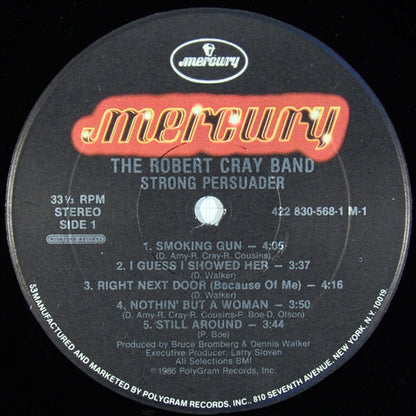 mercury
mercury
THE ROBERT CRAY BAND
STRONG PERSUADER
33⅓ RPM
STEREO
SIDE 1
422 830-568-1 M-1
1. SMOKING GUN – 4:05
(D. Amy-R. Cray-R. Cousins)
2. I GUESS I SHOWED HER – 3:37
(D. Walker)
3. RIGHT NEXT DOOR (Because Of Me) – 4:16
(D. Walker)
4. NOTHIN' BUT A WOMAN – 3:50
(D. Amy-R. Cray-R. Cousins-P. Boe-D. Olson)
5. STILL AROUND – 3:44
(P. Boe)
Produced by Bruce Bromberg & Dennis Walker
Executive Producer: Larry Sloven
All Selections BMI
℗1986 PolyGram Records, Inc.
53 MANUFACTURED AND MARKETED BY POLYGRAM RECORDS, INC., 810 SEVENTH AVENUE, NEW YORK, N.Y. 10019.